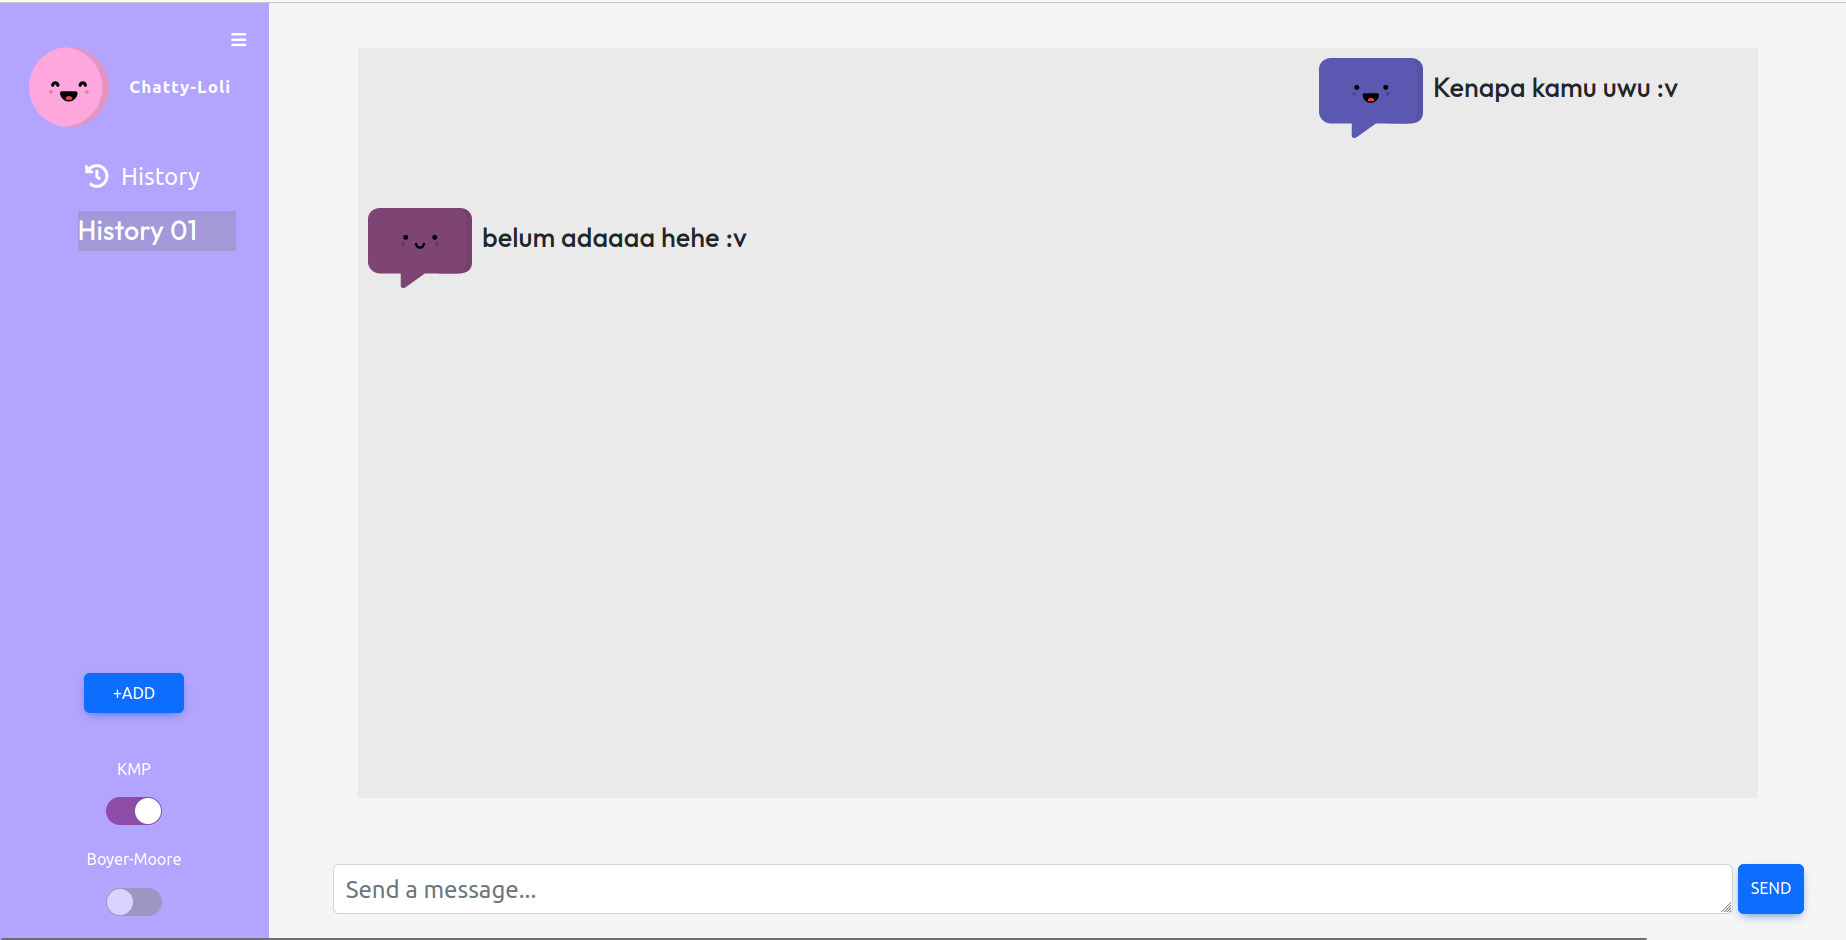 Chatty-Loli
History
History 01
+ADD
KMP
Boyer-Moore
Kenapa kamu uwu :v
belum adaaaa hehe :v
Send a message...
SEND